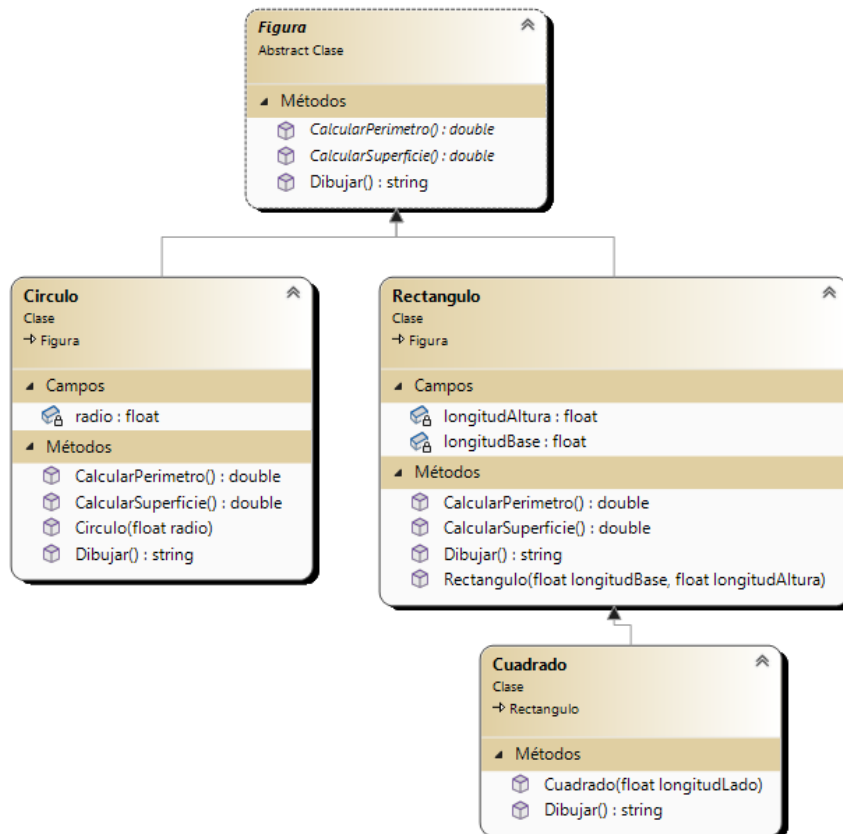 Figura
Abstract Clase
Métodos
CalcularPerimetro() : double
CalcularSuperficie() : double
Dibujar() : string
Circulo
Clase
Figura
Campos
radio : float
Métodos
CalcularPerimetro() : double
CalcularSuperficie() : double
Circulo(float radio)
Dibujar() : string
Rectangulo
Clase
Figura
Campos
longitudAltura : float
longitudBase : float
Métodos
CalcularPerimetro() : double
CalcularSuperficie() : double
Dibujar() : string
Rectangulo(float longitudBase, float longitudAltura)
Cuadrado
Clase
Rectangulo
Métodos
Cuadrado(float longitudLado)
Dibujar() : string